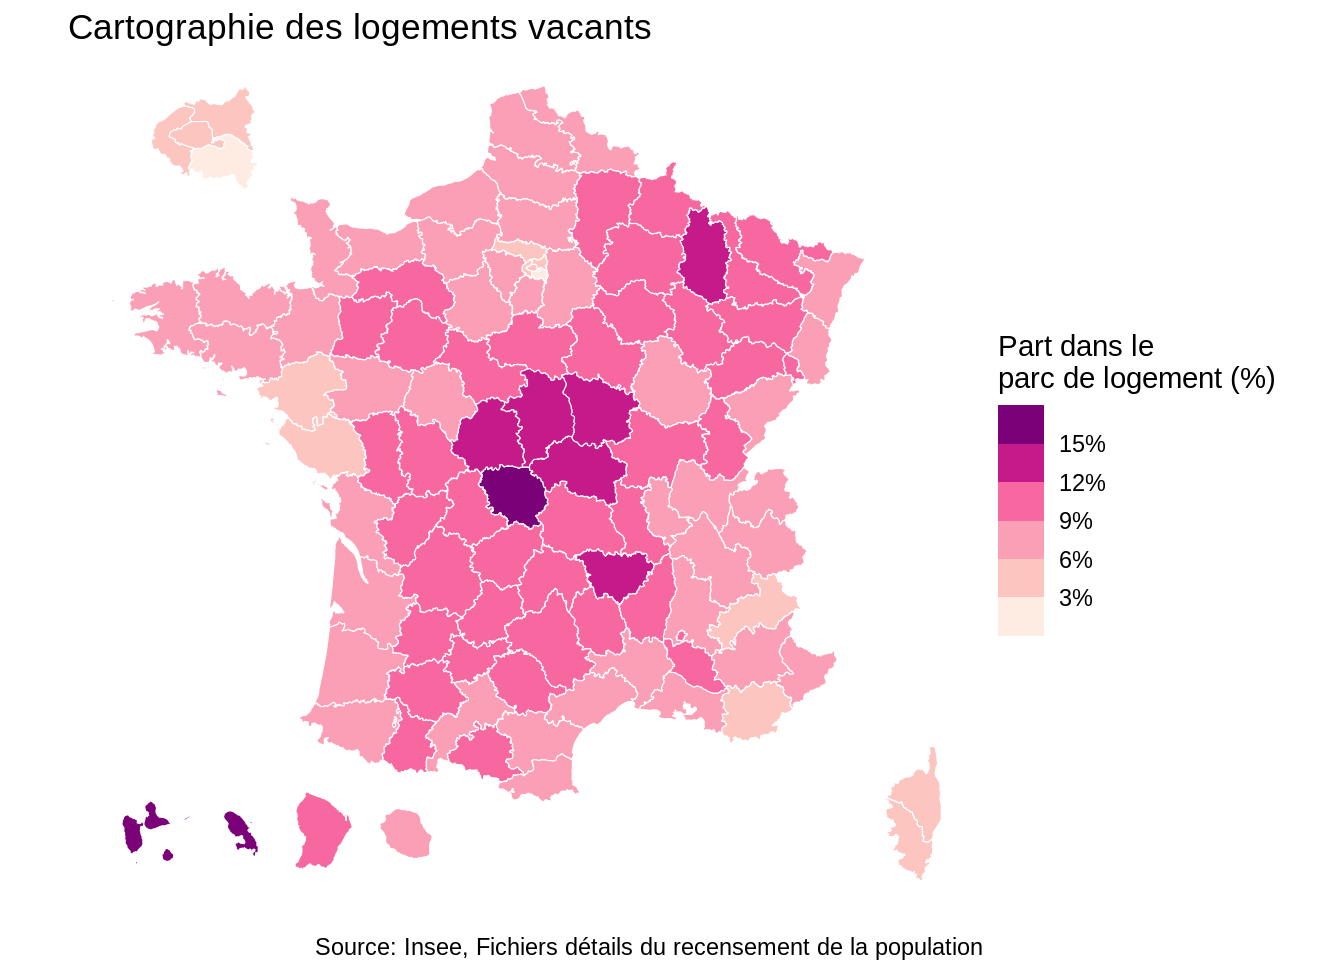 Cartographie des logements vacants
Part dans le
parc de logement (%)
15%
12%
9%
6%
3%
Source: Insee, Fichiers détails du recensement de la population